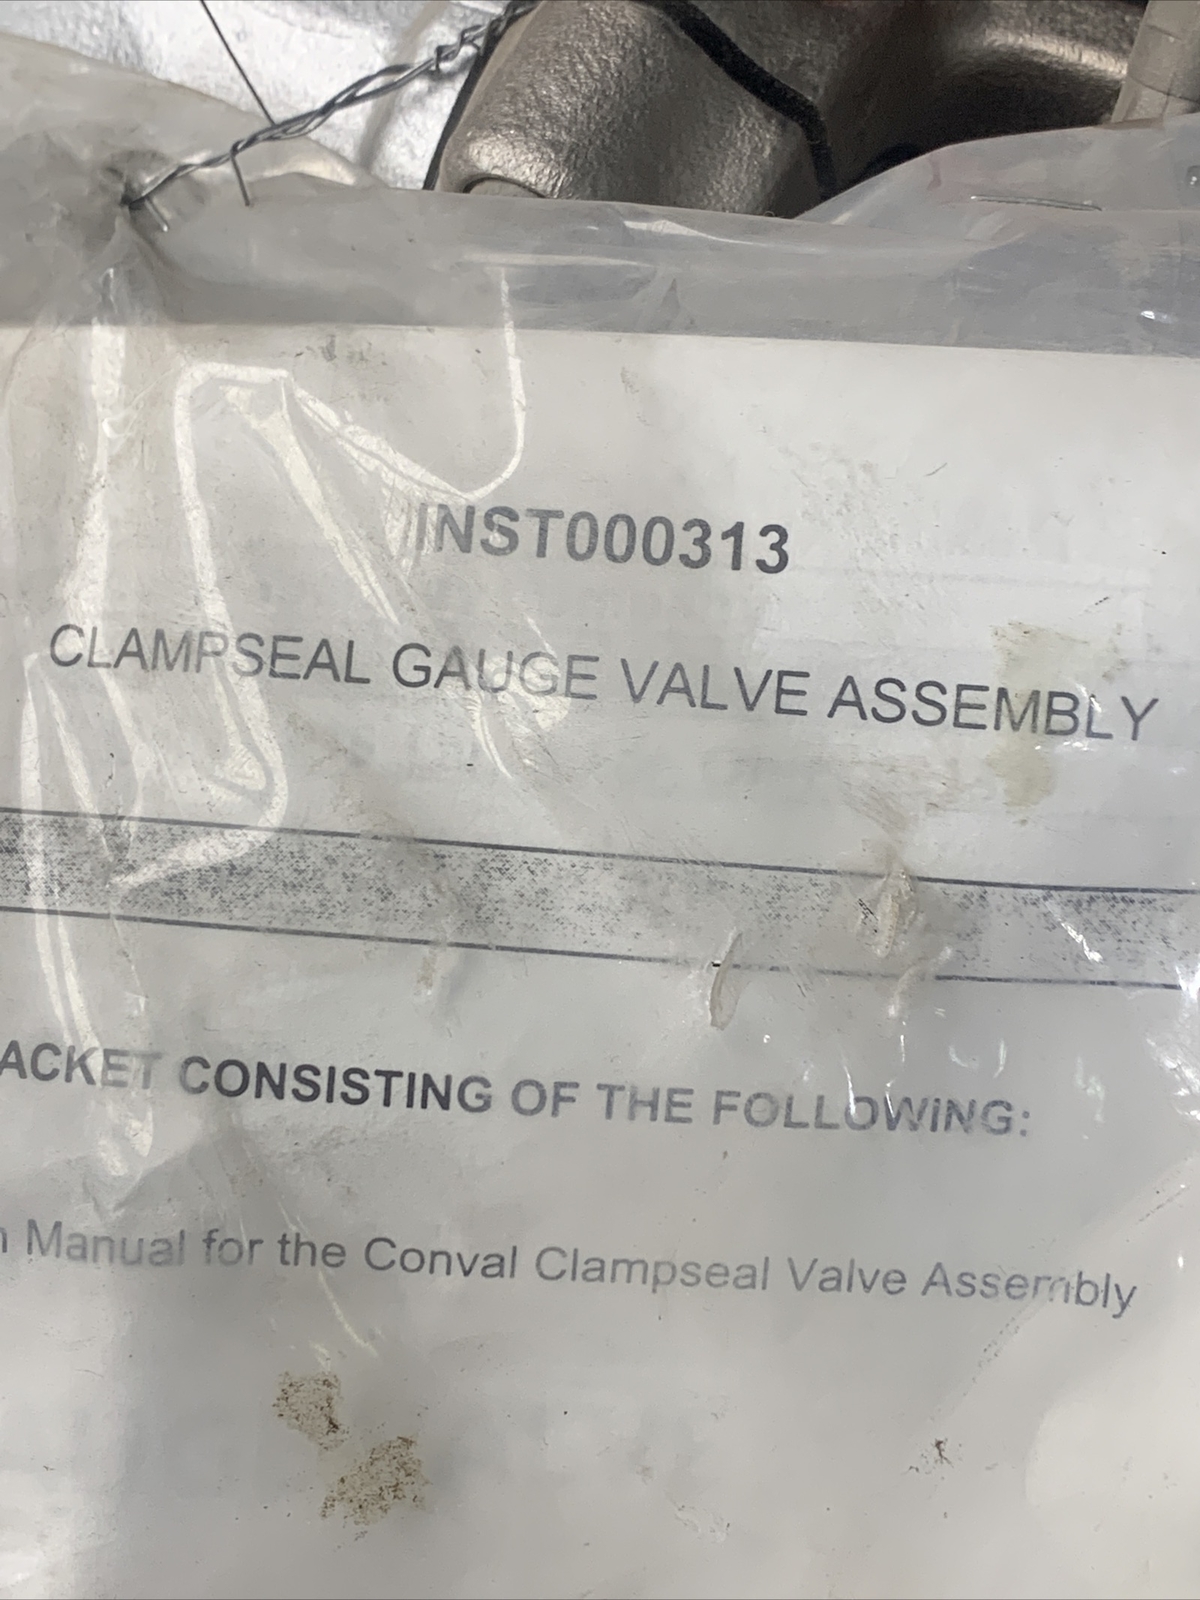 INST000313
CLAMPSEAL GAUGE VALVE ASSEMBLY
ACKET CONSISTING OF THE FOLLOWING:
n Manual for the Conval Clampseal Valve Assembly